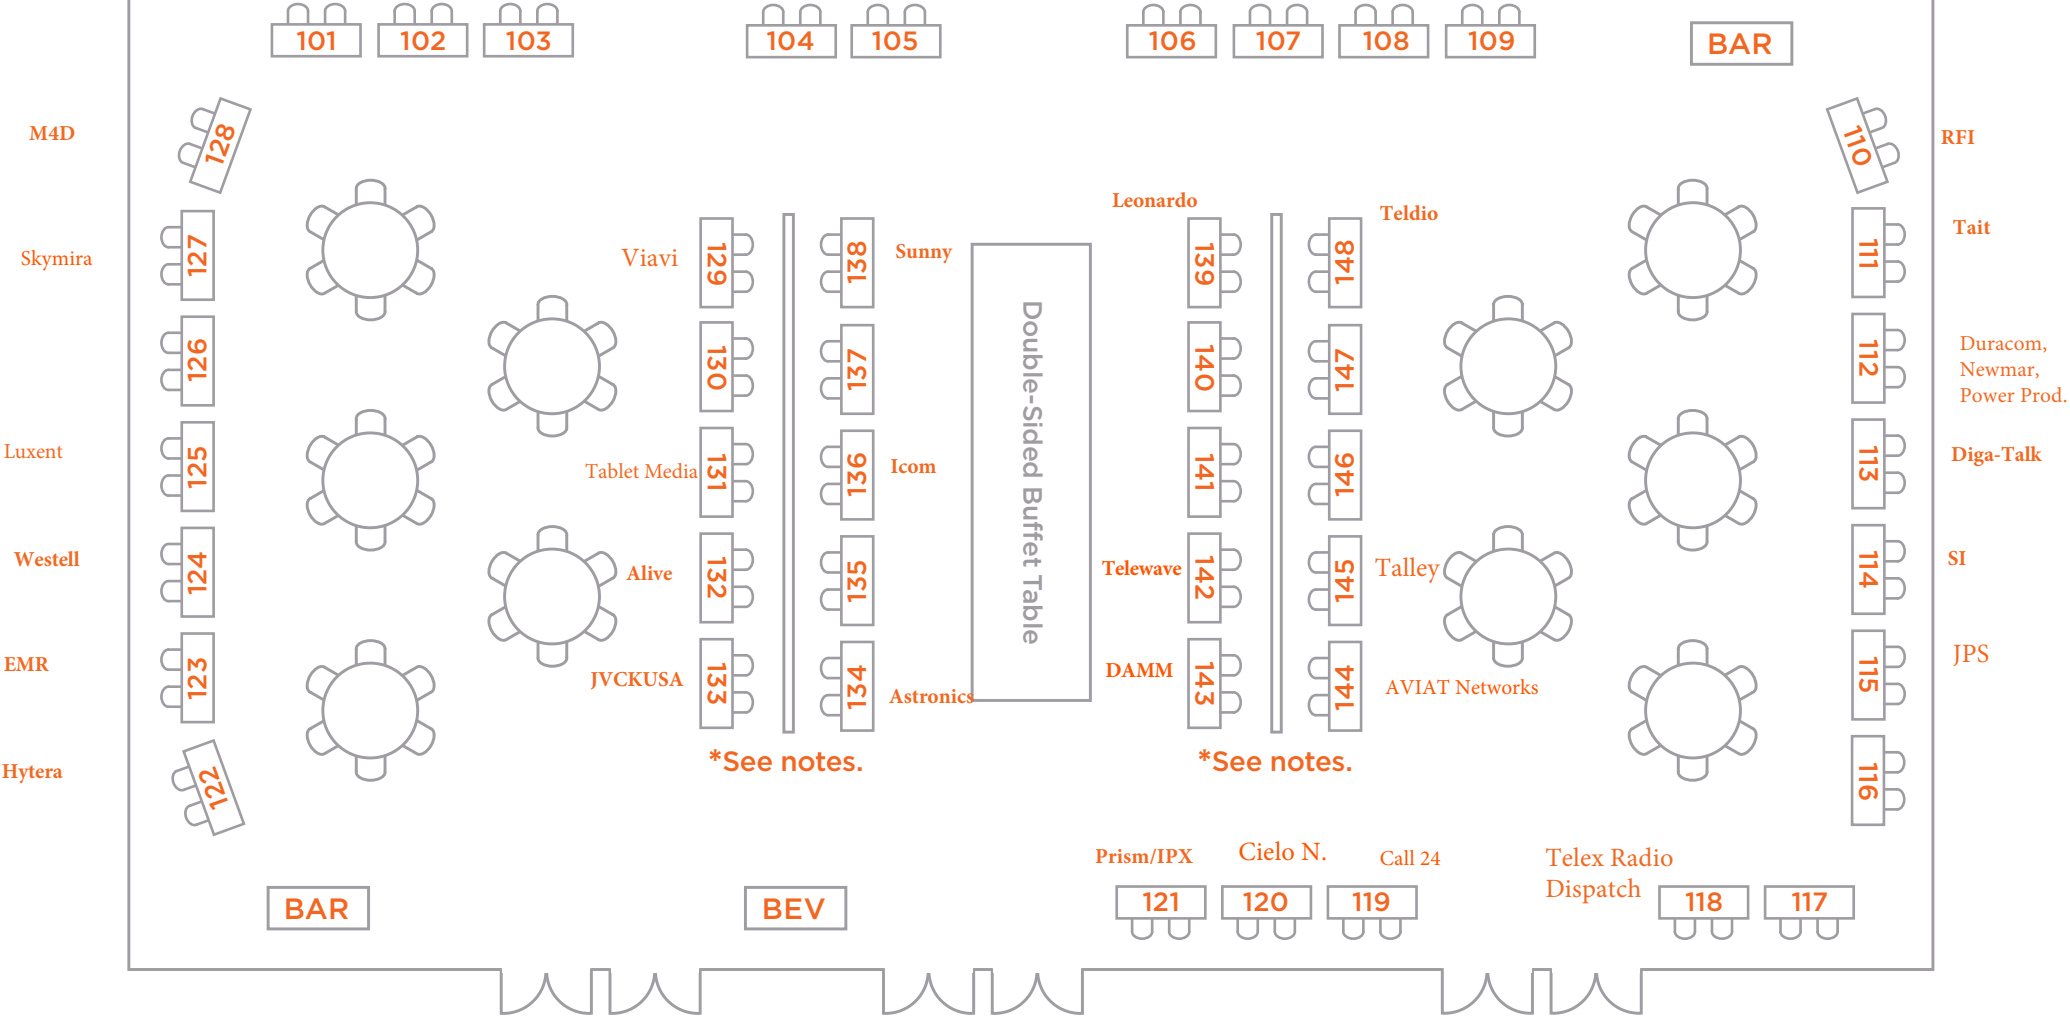 101
102
103
104
105
106
107
108
109
BAR
M4D
128
110
RFI
Skymira
127
Viavi
129
138
Sunny
Leonardo
139
148
Teldio
111
Tait
126
130
137
140
147
112
Duracom,
Newmar,
Power Prod.
Luxent
125
Tablet Media
131
136
Icom
Double-Sided Buffet Table
141
146
113
Diga-Talk
Westell
124
Alive
132
135
Telewave
142
145
Talley
114
SI
EMR
123
JVCKUSA
133
134
Astronics
DAMM
143
144
AVIAT Networks
115
JPS
Hytera
122
*See notes.
*See notes.
116
Prism/IPX
Cielo N.
Call 24
Telex Radio
Dispatch
BAR
BEV
121
120
119
118
117